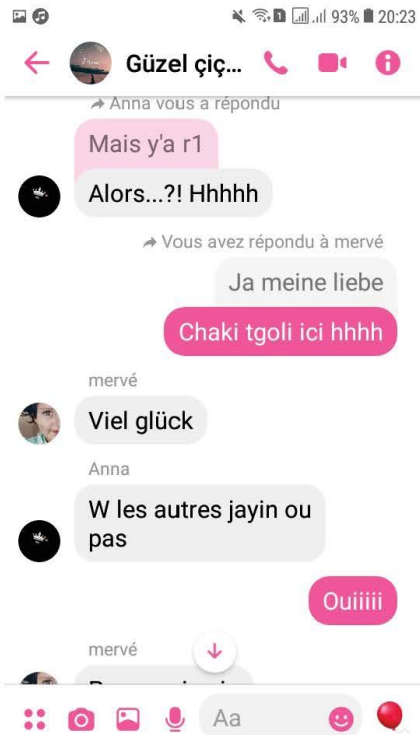 93% 20:23
Güzel çiç...
Anna vous a répondu
Mais y'a r1
Alors...?! Hhhhh
Vous avez répondu à mervé
Ja meine liebe
Chaki tgoli ici hhhh
mervé
Viel glück
Anna
W les autres jayin ou
pas
Ouiiiii
mervé
Aa